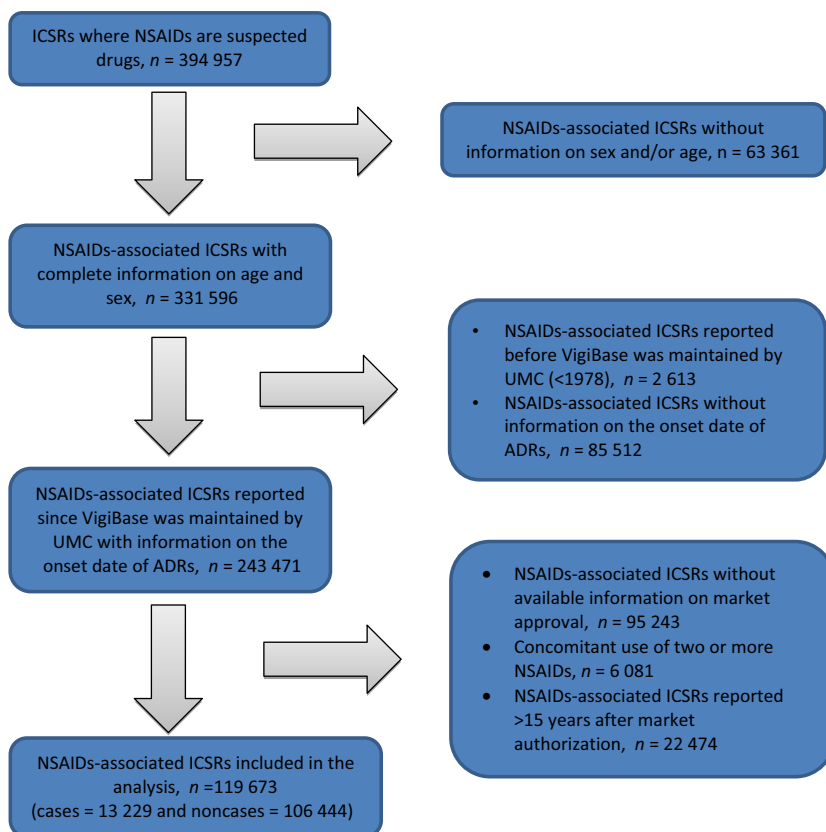 ICSRs where NSAIDs are suspected
drugs, n = 394 957
NSAIDs-associated ICSRs without
information on sex and/or age, n = 63 361
NSAIDs-associated ICSRs with
complete information on age and
sex, n = 331 596
• NSAIDs-associated ICSRs reported
before VigiBase was maintained by
UMC (<1978), n = 2 613
• NSAIDs-associated ICSRs without
information on the onset date of
ADRs, n = 85 512
NSAIDs-associated ICSRs reported
since VigiBase was maintained by
UMC with information on the
onset date of ADRs, n = 243 471
• NSAIDs-associated ICSRs without
available information on market
approval, n = 95 243
• Concomitant use of two or more
NSAIDs, n = 6 081
• NSAIDs-associated ICSRs reported
>15 years after market
authorization, n = 22 474
NSAIDs-associated ICSRs included in the
analysis, n =119 673
(cases = 13 229 and noncases = 106 444)